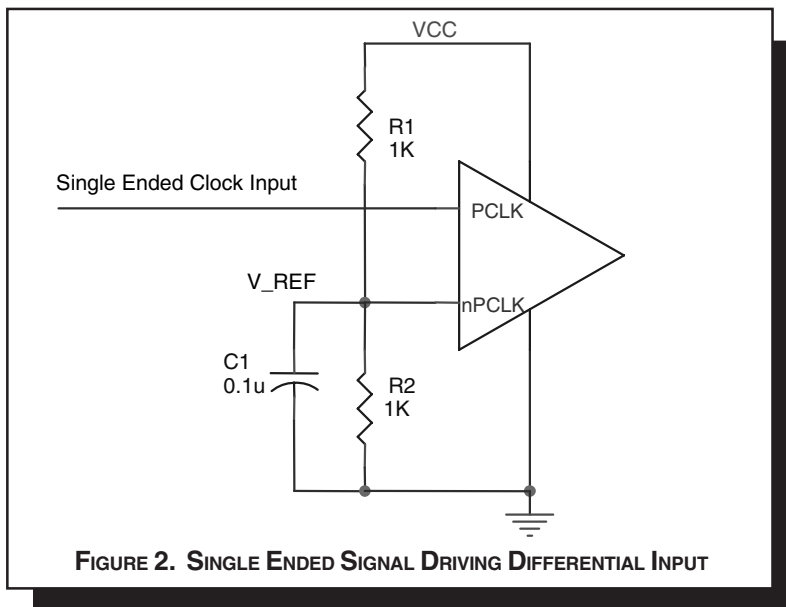 VCC
R1
1K
Single Ended Clock Input
PCLK
V_REF
nPCLK
C1
0.1u
R2
1K
FIGURE 2. SINGLE ENDED SIGNAL DRIVING DIFFERENTIAL INPUT